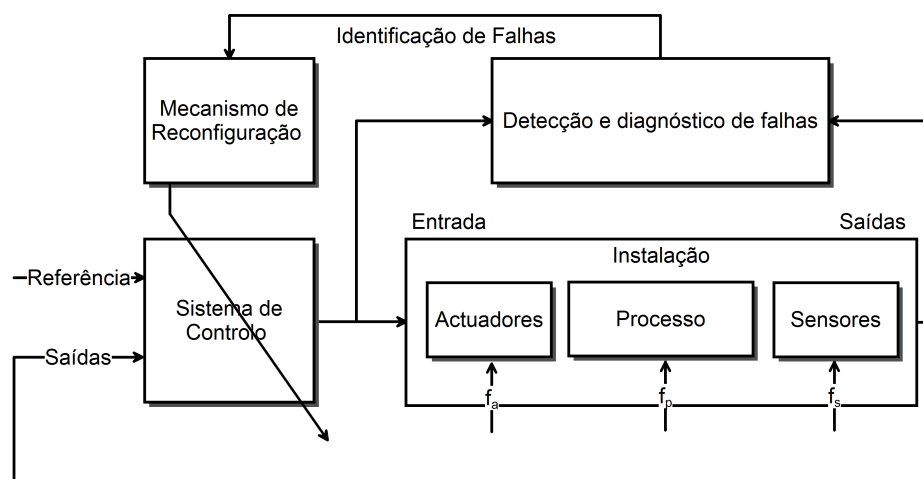 Identificação de Falhas
Mecanismo de
Reconfiguração
Detecção e diagnóstico de falhas
Entrada
Saídas
Instalação
Referência
Sistema de
Controlo
Actuadores
Processo
Sensores
Saídas
fa
fp
fs